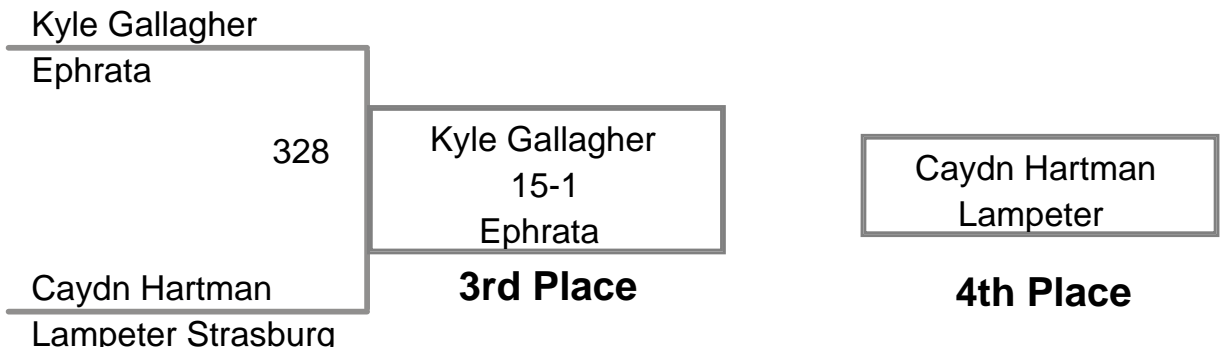 Kyle Gallagher
Ephrata
328
Kyle Gallagher
15-1
Ephrata
3rd Place
Caydn Hartman
Lampeter
4th Place
Caydn Hartman
Lampeter Strasburg